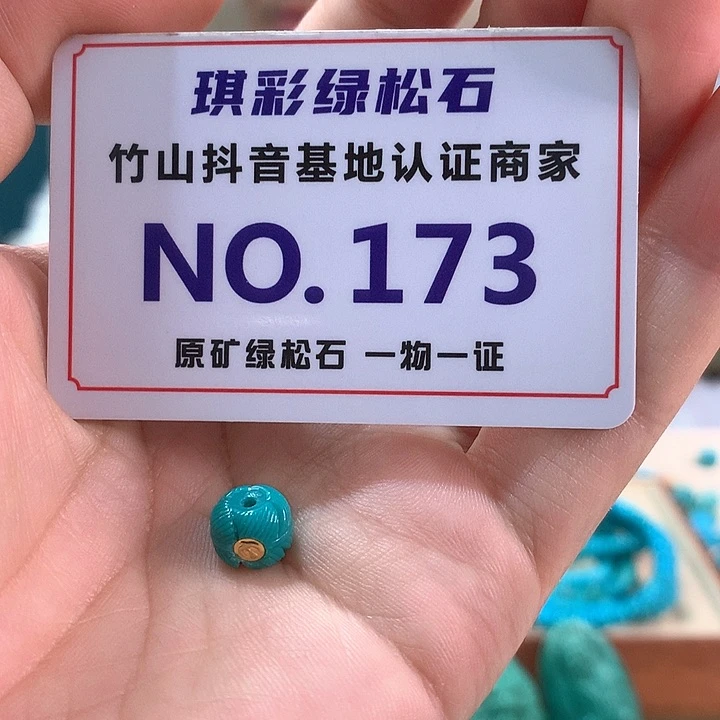 琪彩绿松石
竹山抖音基地认证商家
NO.173
原矿绿松石 一物一证